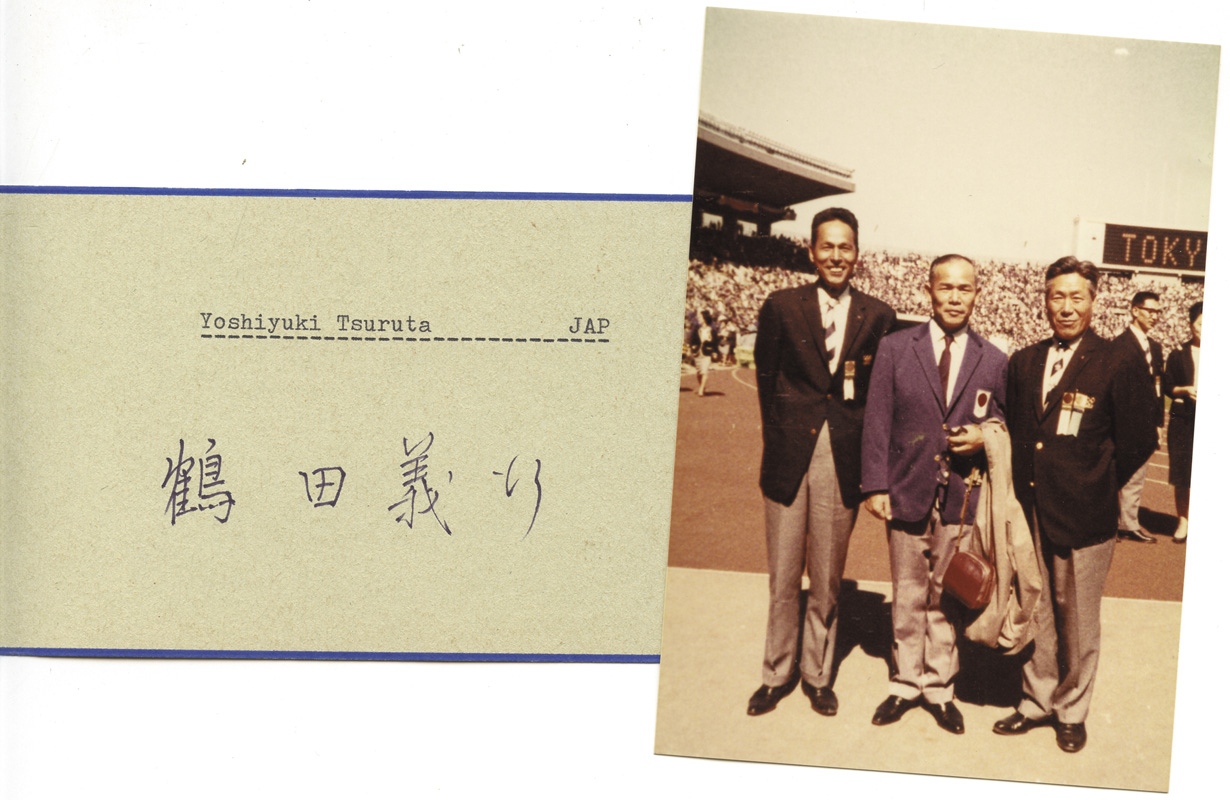 Yoshiyuki Tsuruta JAP
鶴 田 義 行
TOKY